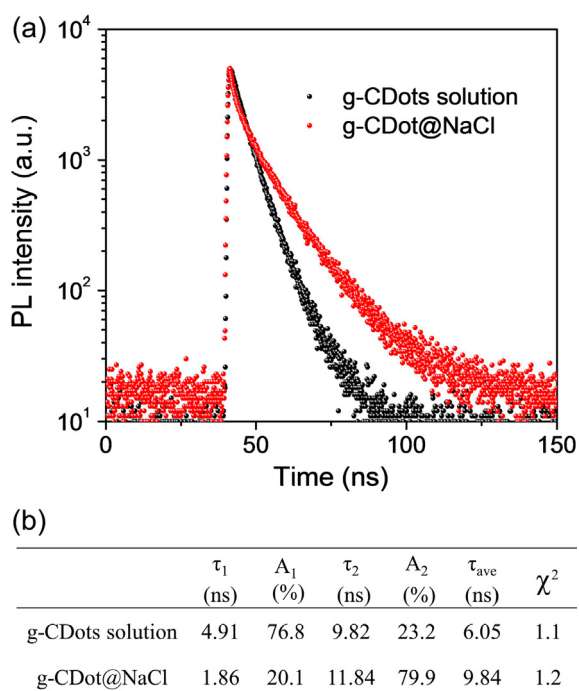 (a)
10⁴
10³
10²
10¹
PL intensity (a.u.)
g-CDots solution
g-CDot@NaCl
0 50 100 150
Time (ns)
(b)
τ₁ (ns) A₁ (%) τ₂ (ns) A₂ (%) τave (ns) χ²
g-CDots solution 4.91 76.8 9.82 23.2 6.05 1.1
g-CDot@NaCl 1.86 20.1 11.84 79.9 9.84 1.2